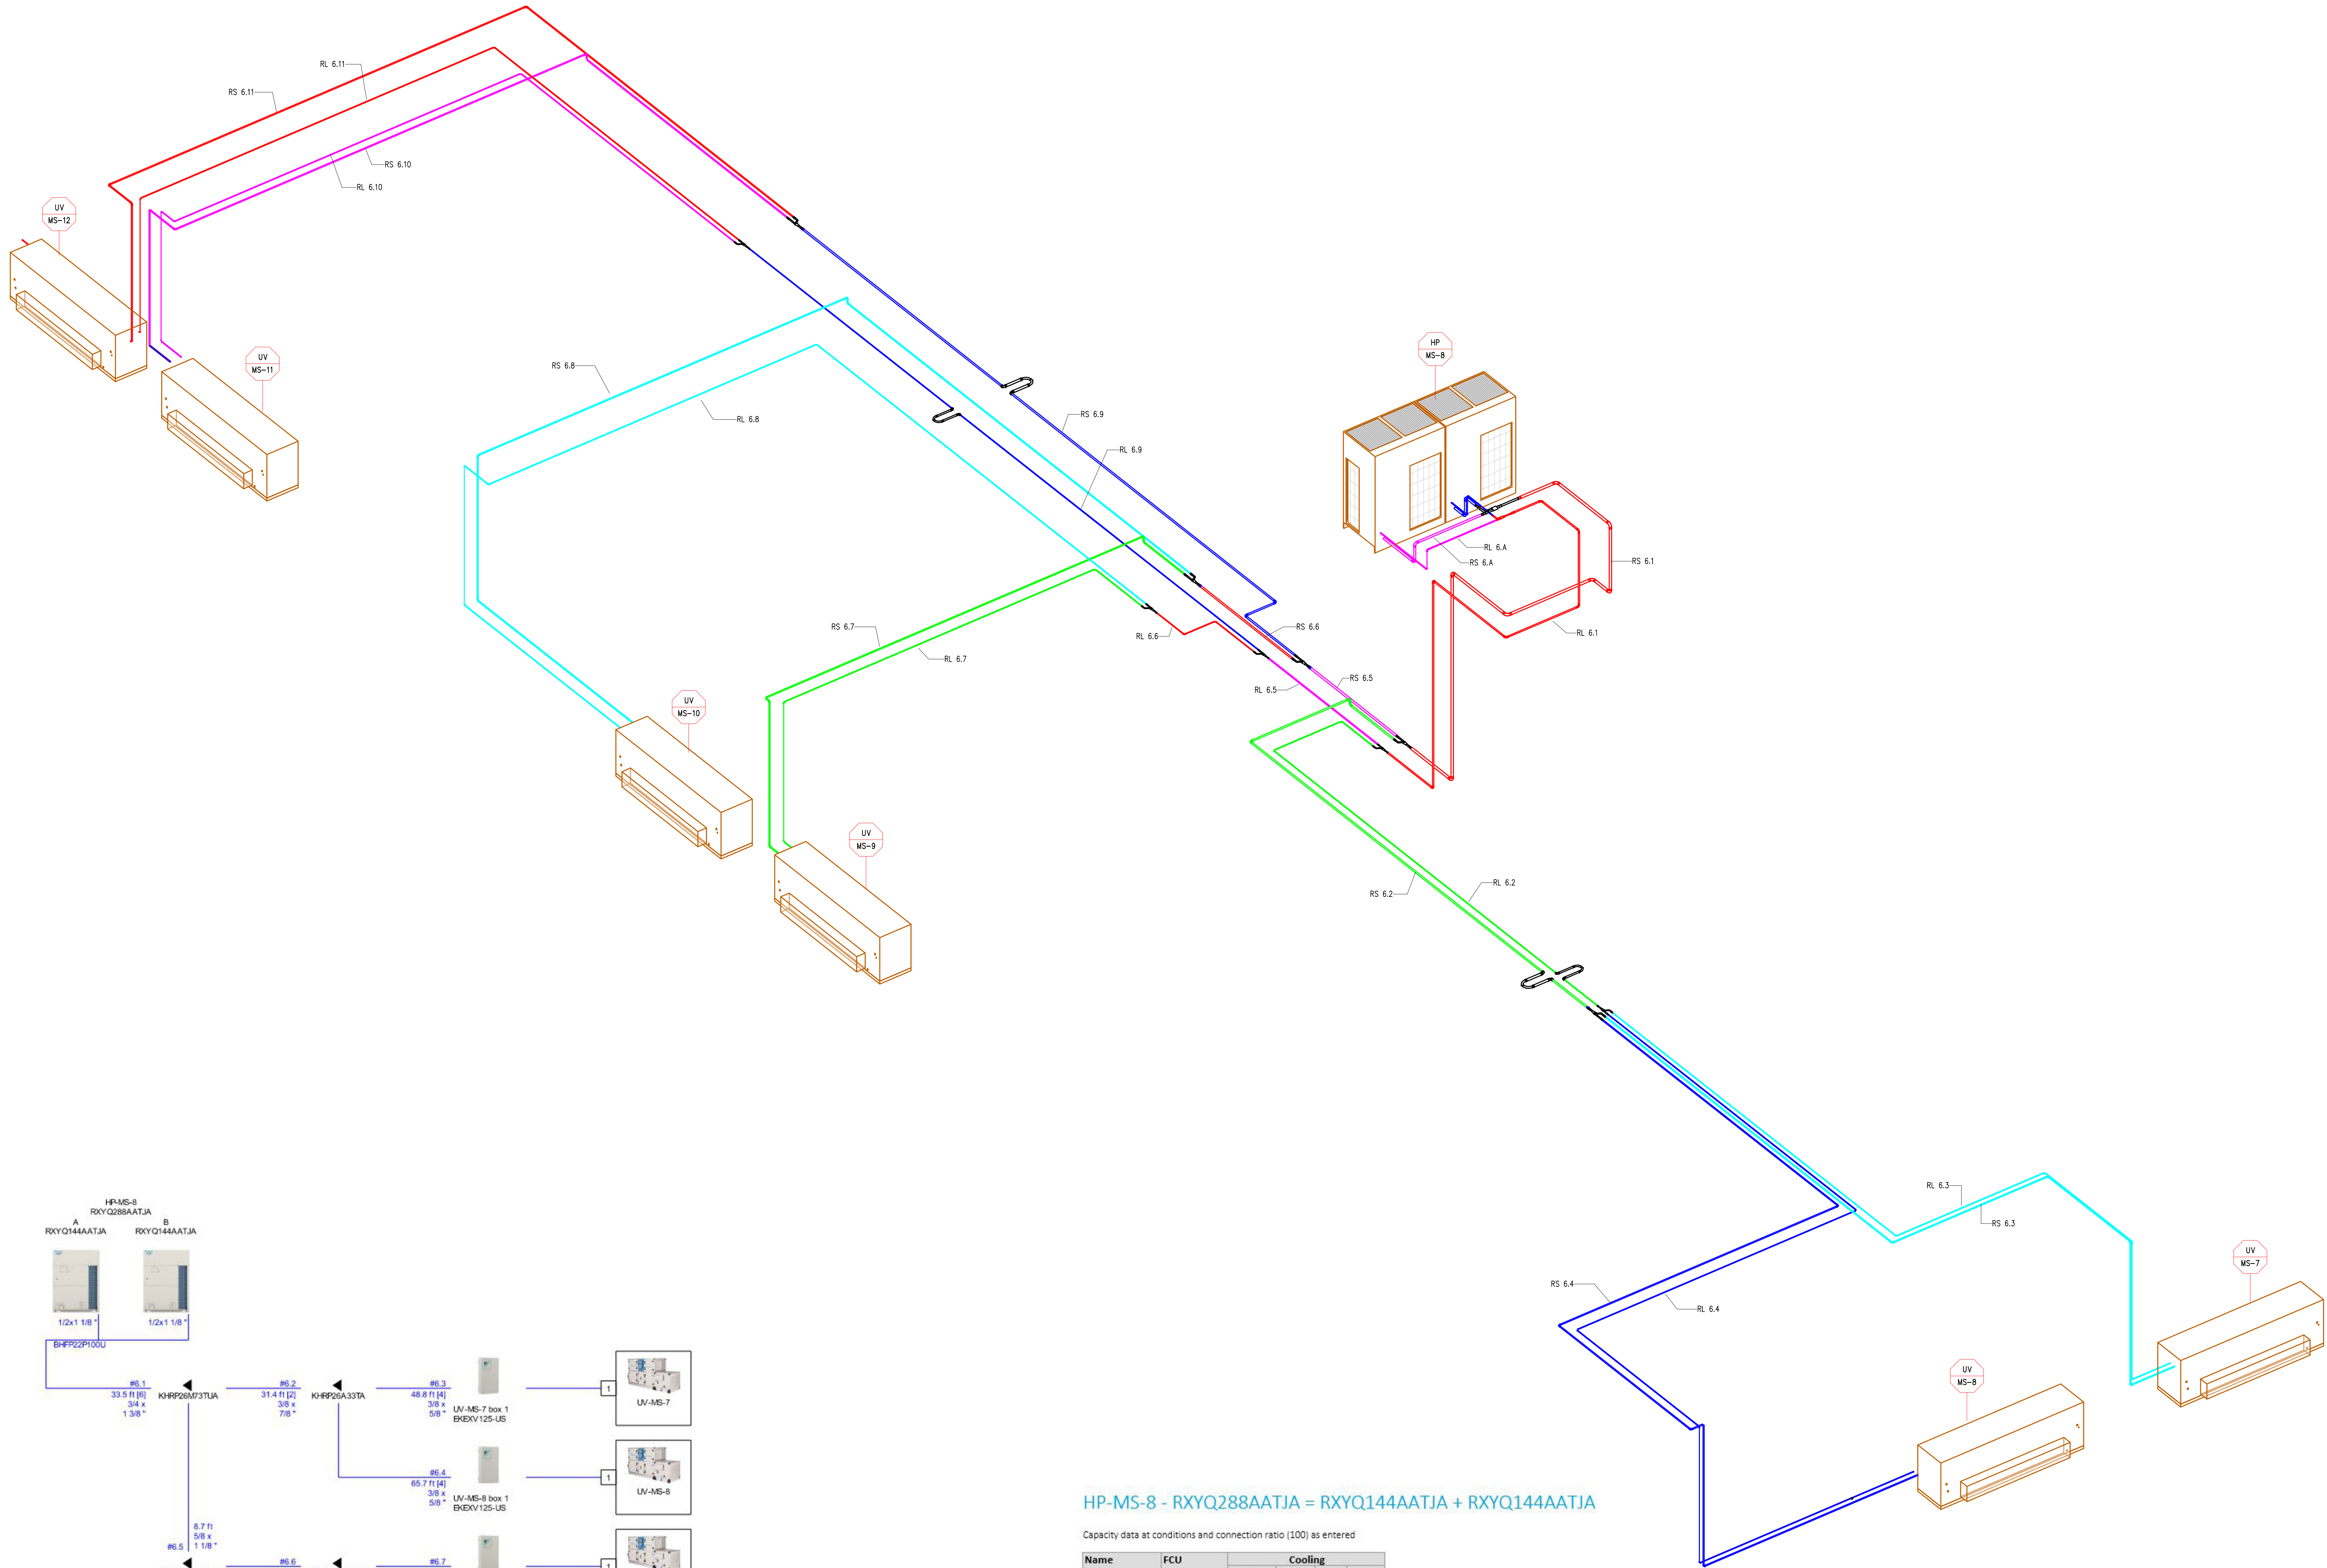 RL 6.11
RS 6.11
RS 6.10
RL 6.10
UV
MS-12
UV
MS-11
HP
MS-8
RS 6.8
RL 6.8
RS 6.9
RL 6.9
RL 6.A
RS 6.A
RS 6.1
RL 6.1
RS 6.7
RL 6.7
RL 6.6
RS 6.6
RS 6.5
RL 6.5
UV
MS-10
UV
MS-9
RS 6.2
RL 6.2
RL 6.3
RS 6.3
RS 6.4
RL 6.4
UV
MS-7
UV
MS-8
HP-MS-8
RXYQ288AATJA
A
RXYQ144AATJA
B
RXYQ144AATJA
1/2x1 1/8 "
1/2x1 1/8 "
BHFP22P100U
#6.1
33.5 ft [6]
3/4 x
1 3/8 "
KHRP26M73TUA
#6.2
31.4 ft [2]
3/8 x
7/8 "
KHRP26A33TA
#6.3
48.8 ft [4]
3/8 x
5/8 "
UV-MS-7 box 1
EKEXV125-US
1
UV-MS-7
#6.4
65.7 ft [4]
3/8 x
5/8 "
UV-MS-8 box 1
EKEXV125-US
1
UV-MS-8
8.7 ft
5/8 x
1 1/8 "
#6.5
#6.6
#6.7
1
HP-MS-8 - RXYQ288AATJA = RXYQ144AATJA + RXYQ144AATJA
Capacity data at conditions and connection ratio (100) as entered
Name FCU Cooling